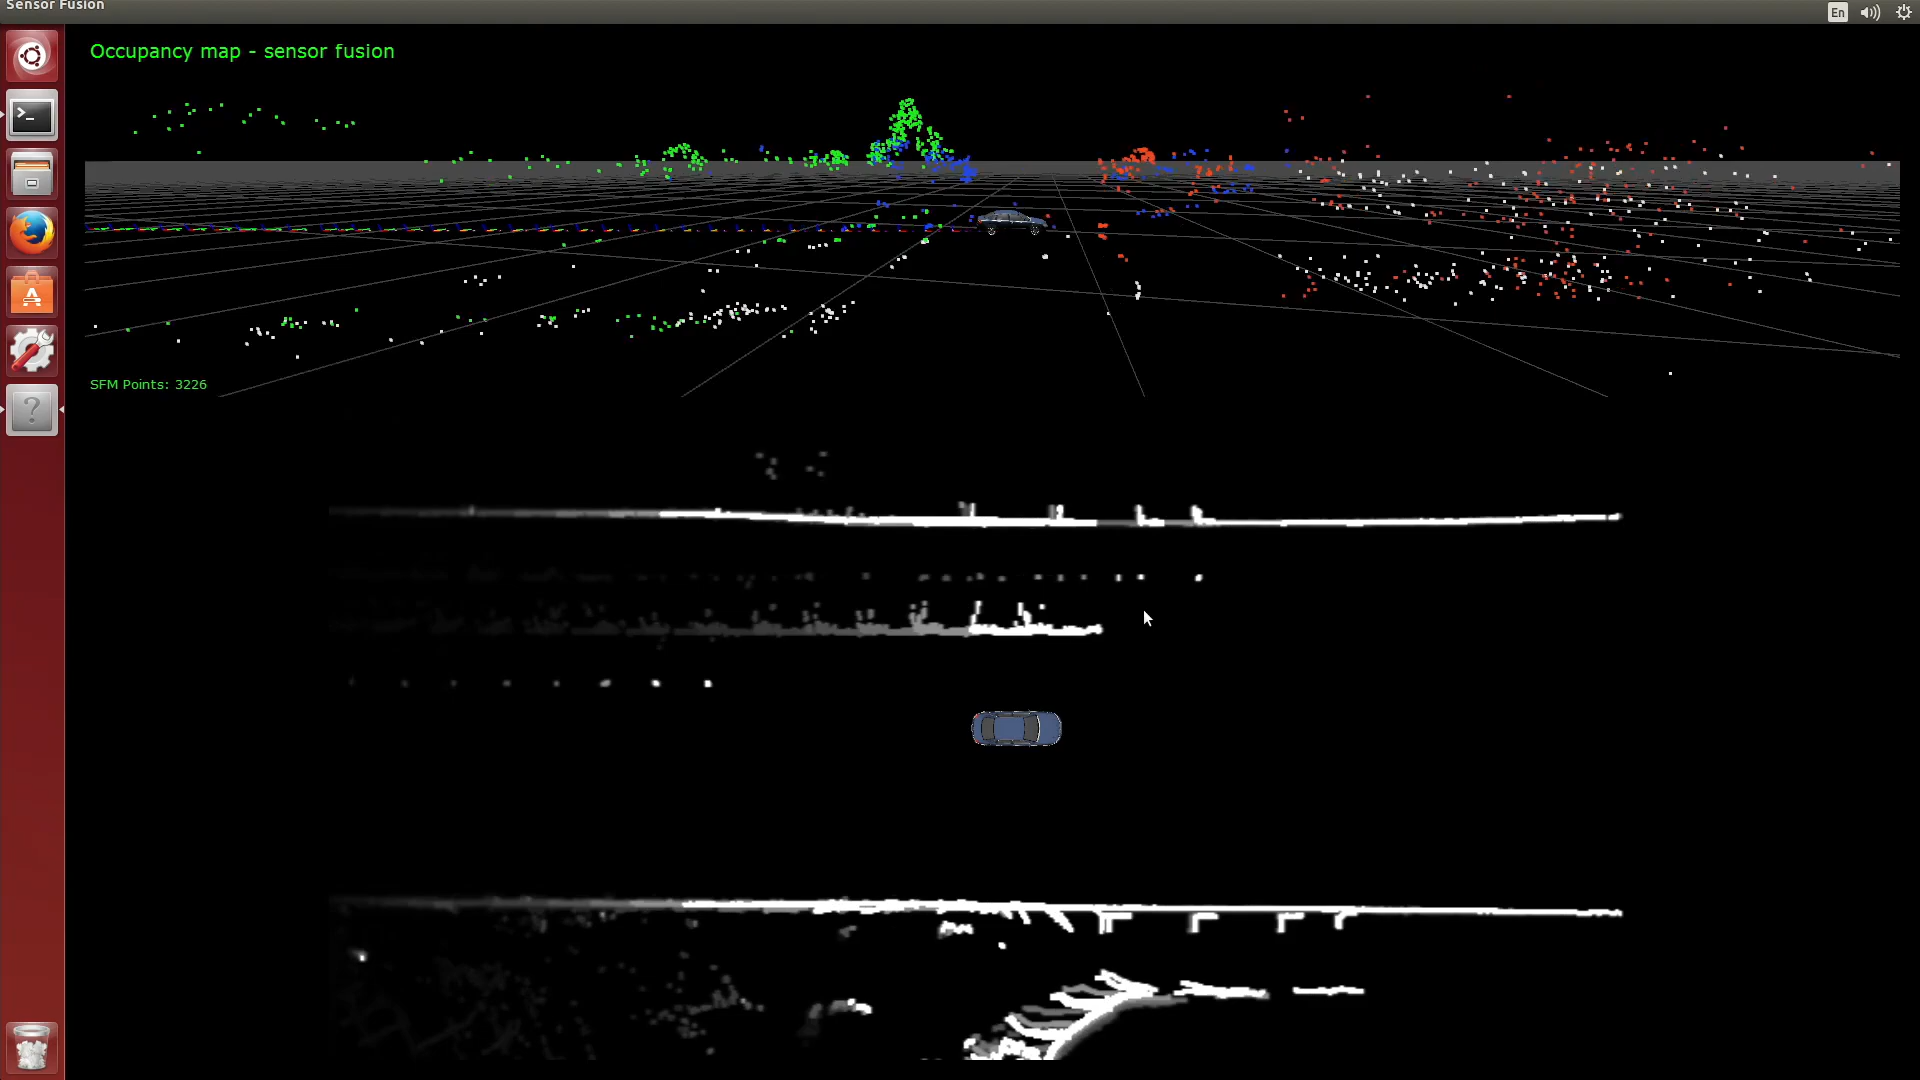 Sensor Fusion
En
Occupancy map - sensor fusion
SFM Points: 3226